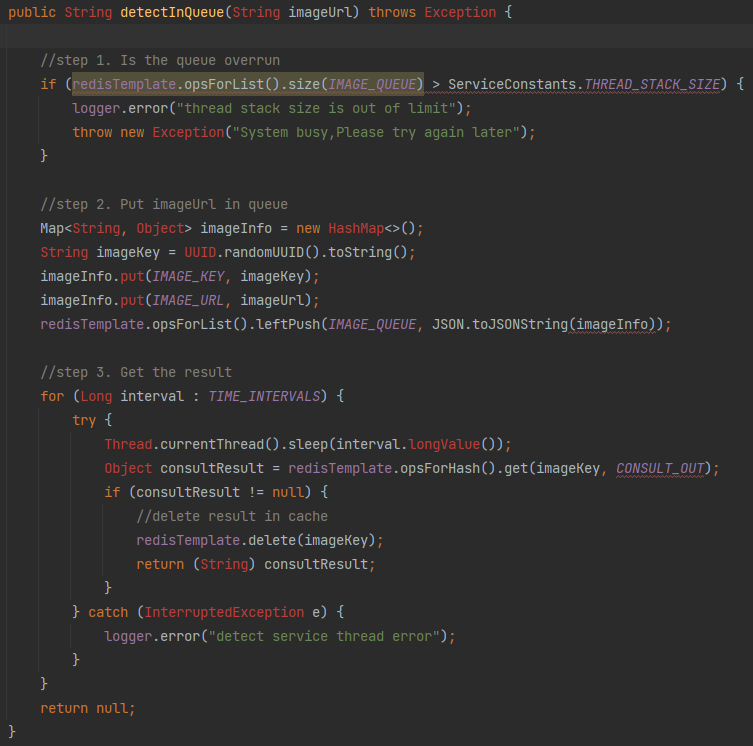 public String detectInQueue(String imageUrl) throws Exception {
//step 1. Is the queue overrun
if (redisTemplate.opsForList().size(IMAGE_QUEUE) > ServiceConstants.THREAD_STACK_SIZE) {
logger.error("thread stack size is out of limit");
throw new Exception("System busy,Please try again later");
}
//step 2. Put imageUrl in queue
Map<String, Object> imageInfo = new HashMap<>();
String imageKey = UUID.randomUUID().toString();
imageInfo.put(IMAGE_KEY, imageKey);
imageInfo.put(IMAGE_URL, imageUrl);
redisTemplate.opsForList().leftPush(IMAGE_QUEUE, JSON.toJSONString(imageInfo));
//step 3. Get the result
for (Long interval : TIME_INTERVALS) {
try {
Thread.currentThread().sleep(interval.longValue());
Object consultResult = redisTemplate.opsForHash().get(imageKey, CONSULT_OUT);
if (consultResult != null) {
//delete result in cache
redisTemplate.delete(imageKey);
return (String) consultResult;
}
} catch (InterruptedException e) {
logger.error("detect service thread error");
}
}
return null;
}